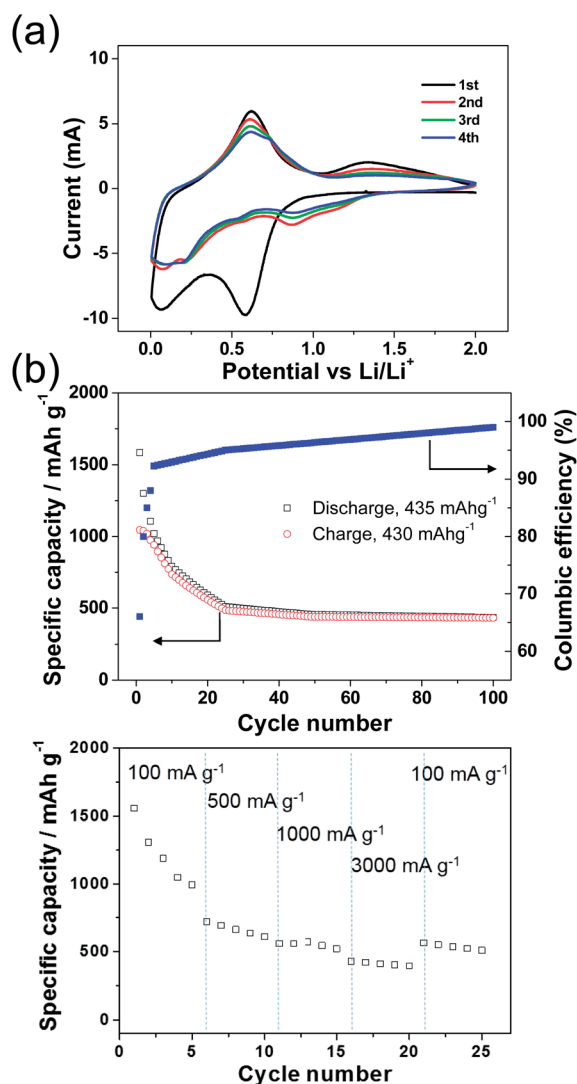 (a)
10
5
0
-5
-10
Current (mA)
1st
2nd
3rd
4th
0.0 0.5 1.0 1.5 2.0
Potential vs Li/Li⁺
(b)
2000
1500
1000
500
0
Specific capacity / mAh g⁻¹
100
90
80
70
60
Columbic efficiency (%)
Discharge, 435 mAhg⁻¹
Charge, 430 mAhg⁻¹
0 20 40 60 80 100
Cycle number
2000
1500
1000
500
0
Specific capacity / mAh g⁻¹
100 mA g⁻¹
500 mA g⁻¹
1000 mA g⁻¹
3000 mA g⁻¹
100 mA g⁻¹
0 5 10 15 20 25
Cycle number